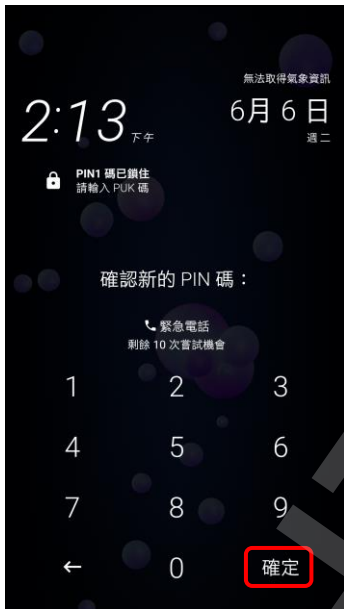 無法取得氣象資訊
2:13 下午
6月 6 日
週二
PIN1 碼已鎖住
請輸入 PUK 碼
確認新的 PIN 碼：
緊急電話
剩餘 10 次嘗試機會
1 2 3
4 5 6
7 8 9
← 0 確定